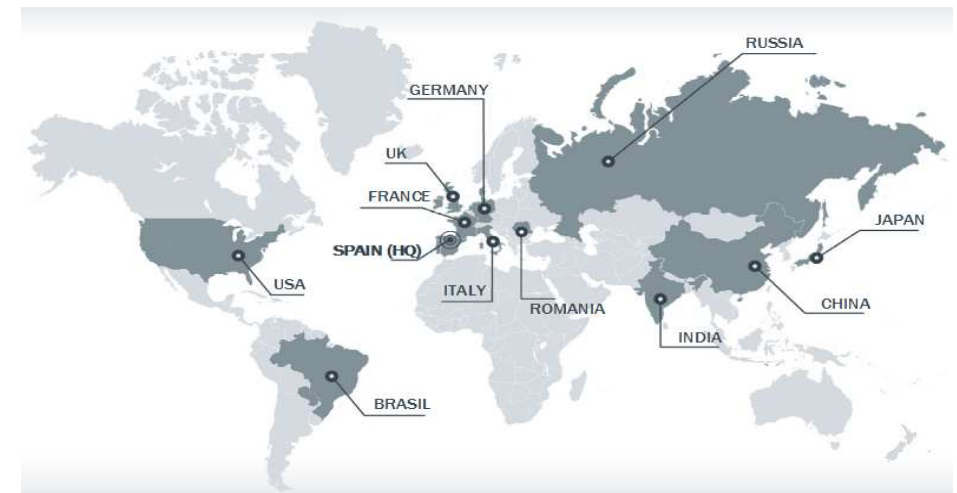 RUSSIA
GERMANY
UK
FRANCE
JAPAN
SPAIN (HQ)
USA
ITALY
ROMANIA
CHINA
INDIA
BRASIL